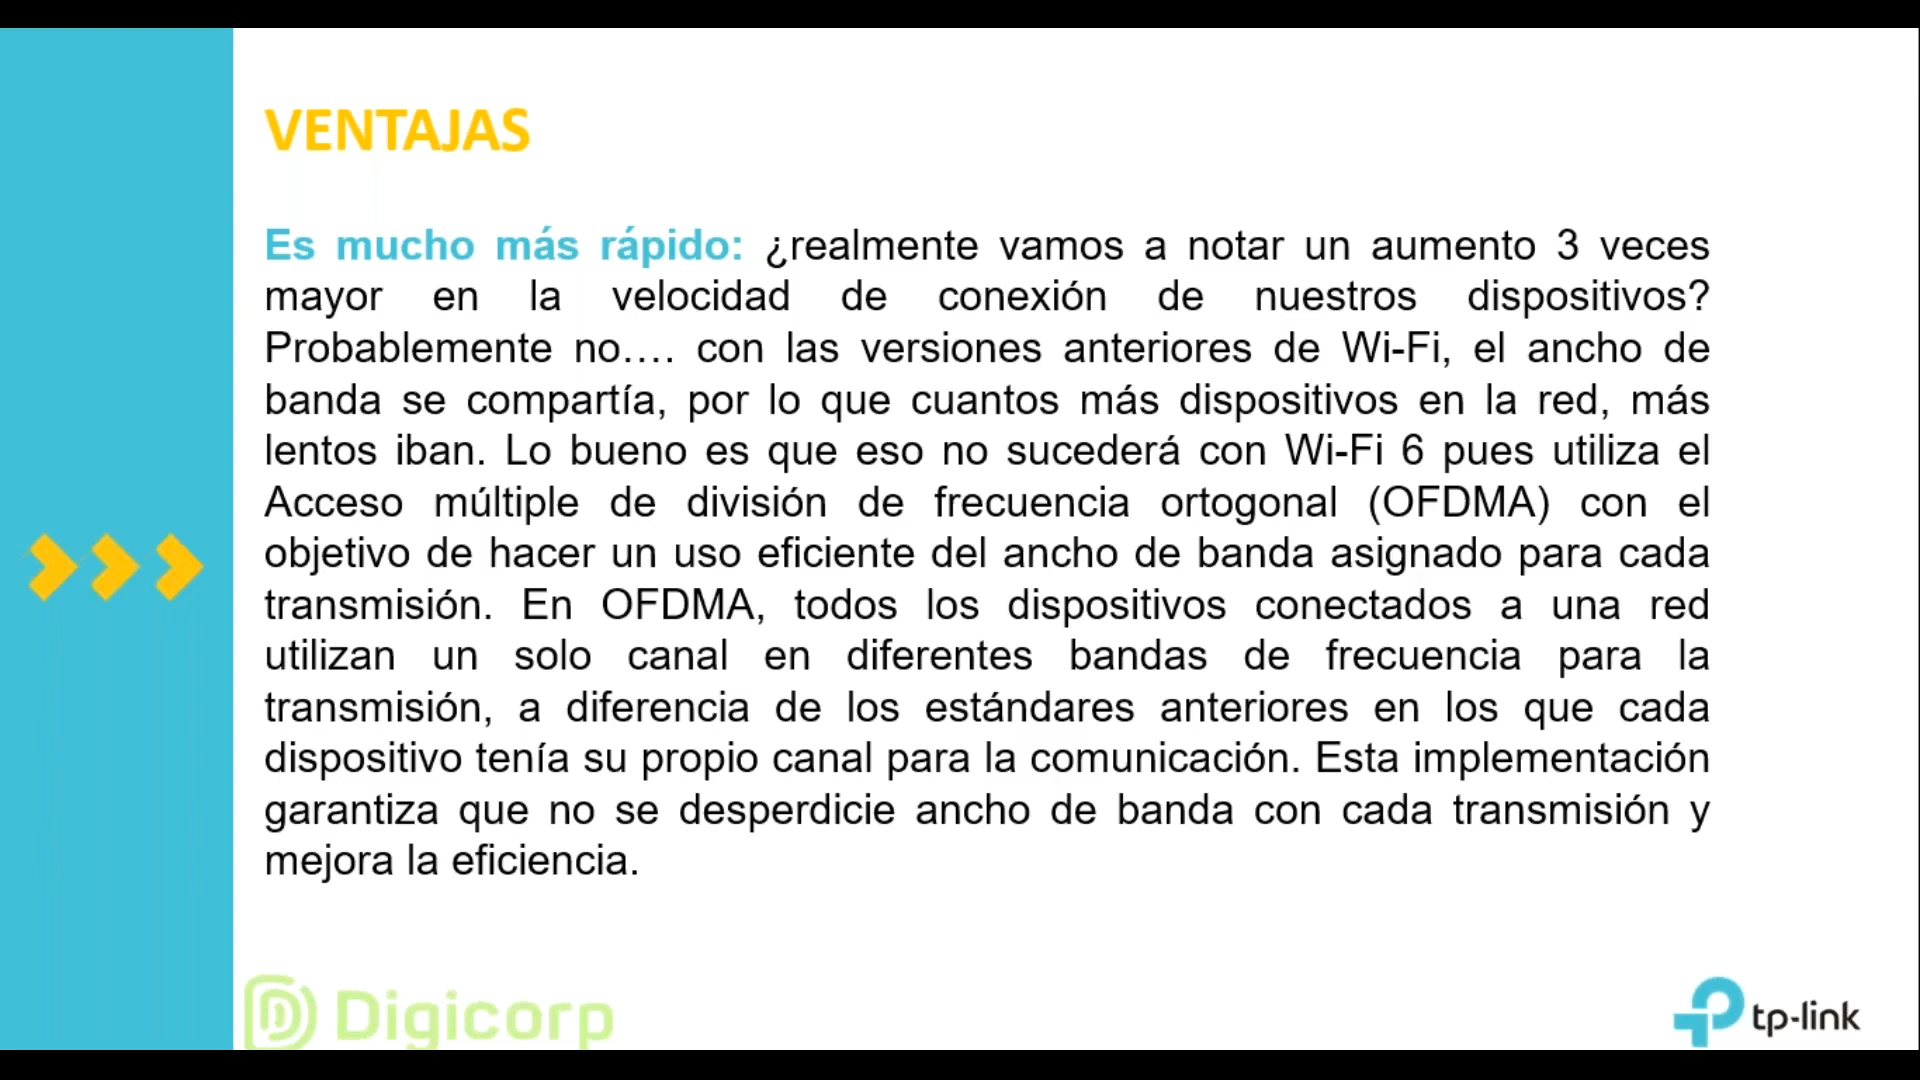 VENTAJAS
Es mucho más rápido: ¿realmente vamos a notar un aumento 3 veces
mayor en la velocidad de conexión de nuestros dispositivos?
Probablemente no…. con las versiones anteriores de Wi-Fi, el ancho de
banda se compartía, por lo que cuantos más dispositivos en la red, más
lentos iban. Lo bueno es que eso no sucederá con Wi-Fi 6 pues utiliza el
Acceso múltiple de división de frecuencia ortogonal (OFDMA) con el
objetivo de hacer un uso eficiente del ancho de banda asignado para cada
transmisión. En OFDMA, todos los dispositivos conectados a una red
utilizan un solo canal en diferentes bandas de frecuencia para la
transmisión, a diferencia de los estándares anteriores en los que cada
dispositivo tenía su propio canal para la comunicación. Esta implementación
garantiza que no se desperdicie ancho de banda con cada transmisión y
mejora la eficiencia.
Digicorp
tp-link